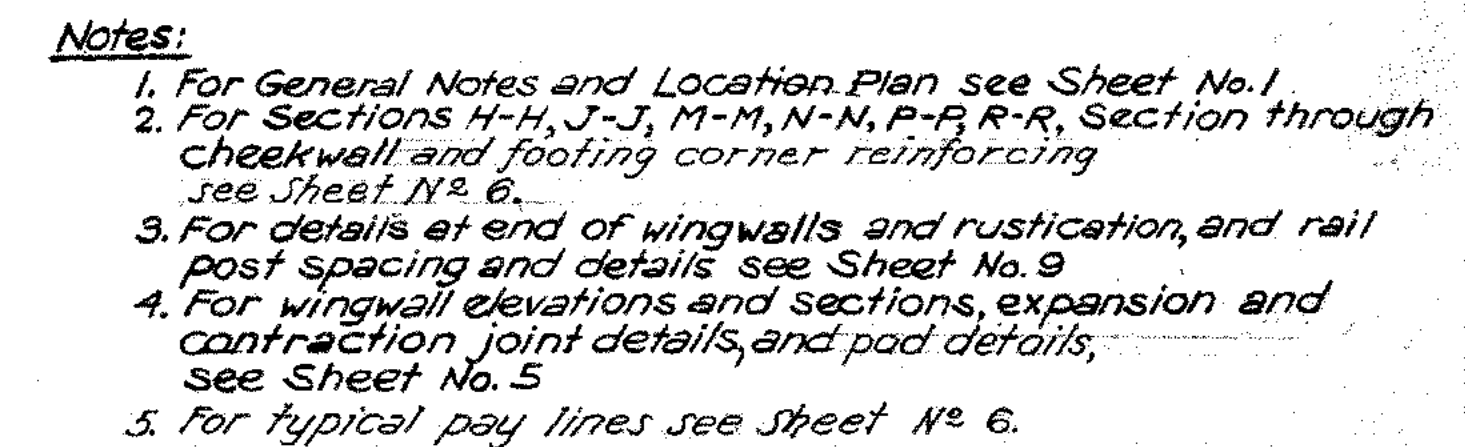 Notes:
1. For General Notes and Location Plan see Sheet No. 1
2. For Sections H-H, J-J, M-M, N-N, P-P, R-R, Section through
cheekwall and footing corner reinforcing
see Sheet Nº 6.
3. For details at end of wingwalls and rustication, and rail
post spacing and details see Sheet No. 9
4. For wingwall elevations and sections, expansion and
contraction joint details, and pad details,
see Sheet No. 5
5. For typical pay lines see Sheet Nº 6.